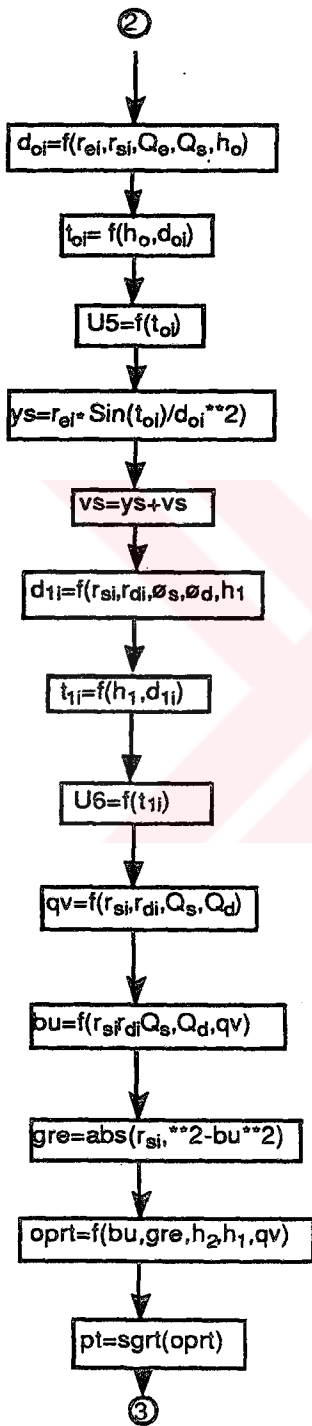 2
d_oi=f(r_ei,r_si,Q_e,Q_s,h_o)
t_oi= f(h_o,d_oi)
U5=f(t_oi)
ys=r_ei* Sin(t_oi)/d_oi**2)
vs=ys+vs
d_1i=f(r_si,r_di,ø_s,ø_d,h_1
t_1i=f(h_1,d_1i)
U6=f(t_1i)
qv=f(r_si,r_di,Q_s,Q_d)
bu=f(r_si r_di Q_s,Q_d,qv)
gre=abs(r_si,**2-bu**2)
oprt=f(bu,gre,h_2,h_1,qv)
pt=sgrt(oprt)
3